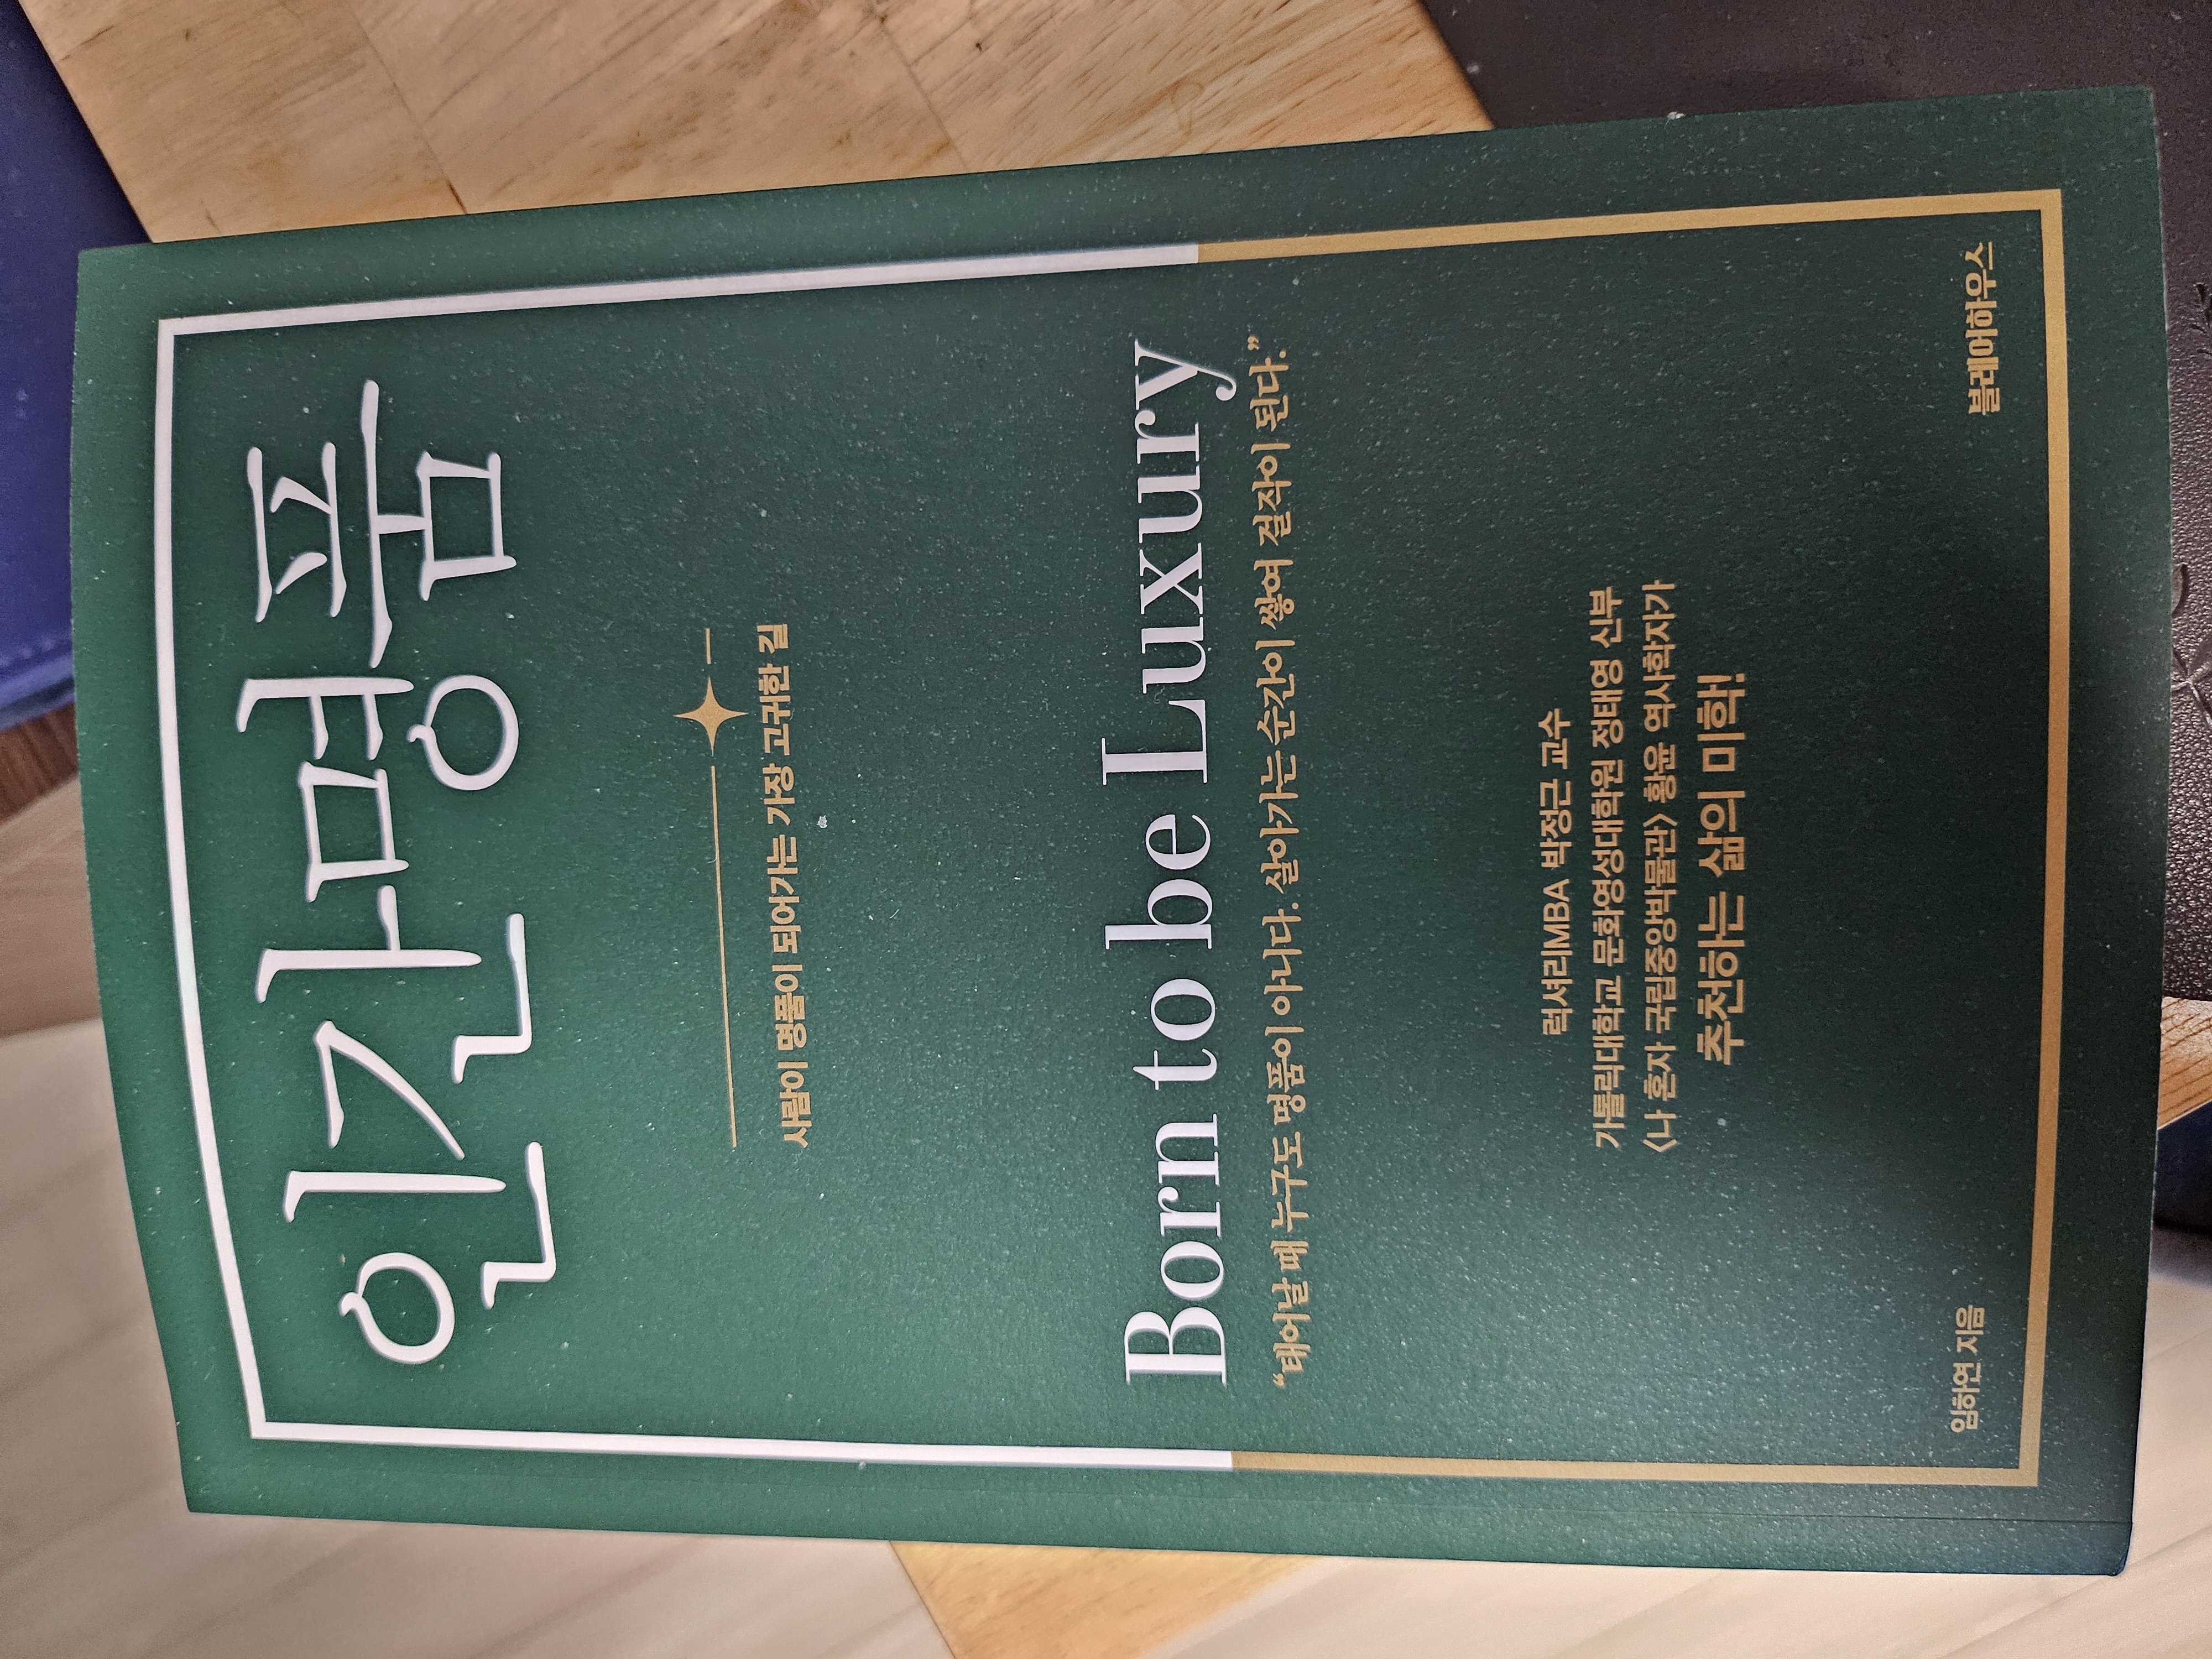 인간명품
사람이 명품이 되어가는 가장 고귀한 길
Born to be Luxury
“태어날 때 누구도 명품이 아니다. 살아가는 순간이 쌓여 걸작이 된다.”
럭셔리MBA 박정근 교수
가톨릭대학교 문화영성대학원 정태영 신부
〈나 혼자 국립중앙박물관〉 황윤 역사학자가
추천하는 삶의 미학!
임하연 지음
블레어하우스